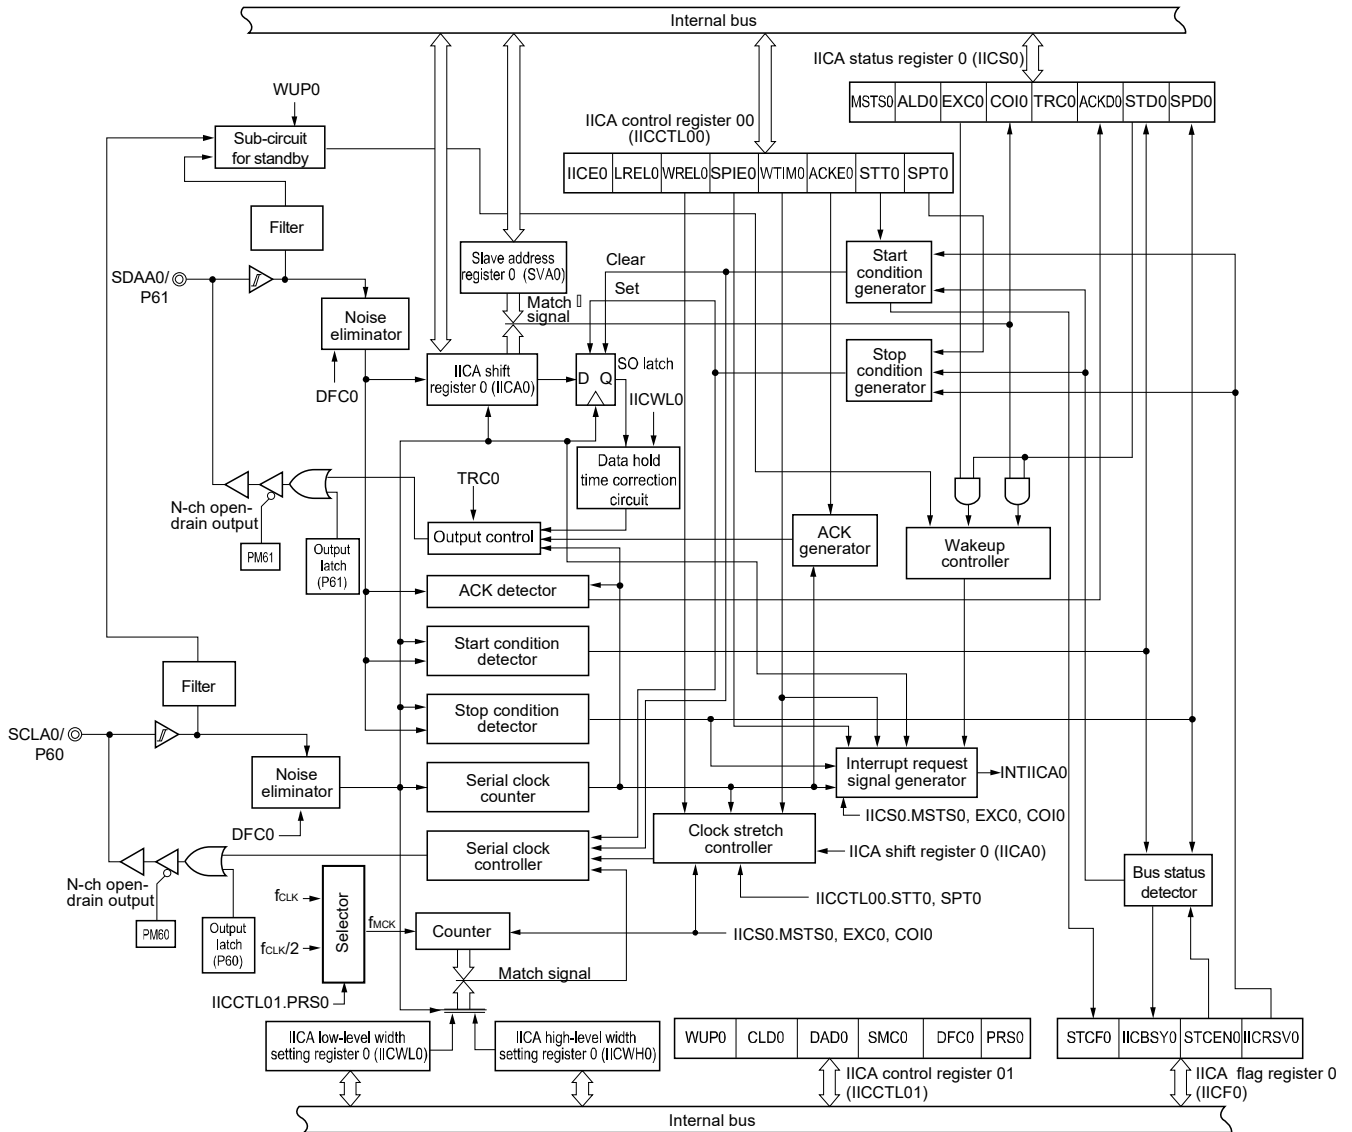 Internal bus
IICA status register 0 (IICS0)
MSTS0 ALD0 EXC0 COI0 TRC0 ACKD0 STD0 SPD0
WUP0
Sub-circuit
for standby
IICA control register 00
(IICCTL00)
IICE0 LREL0 WREL0 SPIE0 WTIM0 ACKE0 STT0 SPT0
Filter
SDAA0/
P61
Slave address
register 0 (SVA0)
Clear
Set
Match
signal
Start
condition
generator
Noise
eliminator
DFC0
IICA shift
register 0 (IICA0)
D Q
SO latch
IICWL0
Stop
condition
generator
Data hold
time correction
circuit
TRC0
N-ch open-
drain output
PM61
Output
latch
(P61)
Output control
ACK
generator
Wakeup
controller
ACK detector
Start condition
detector
Filter
Stop condition
detector
SCLA0/
P60
Noise
eliminator
DFC0
Serial clock
counter
Interrupt request
signal generator
INTIICA0
IICS0.MSTS0, EXC0, COI0
Serial clock
controller
Clock stretch
controller
IICA shift register 0 (IICA0)
N-ch open-
drain output
PM60
Output
latch
(P60)
fCLK
fCLK/2
Selector
fMCK
Counter
IICCTL00.STT0, SPT0
IICS0.MSTS0, EXC0, COI0
Bus status
detector
Match signal
IICCTL01.PRS0
IICA low-level width
setting register 0 (IICWL0)
IICA high-level width
setting register 0 (IICWH0)
WUP0 CLD0 DAD0 SMC0 DFC0 PRS0
STCF0 IICBSY0 STCEN0 IICRSV0
IICA control register 01
(IICCTL01)
IICA flag register 0
(IICF0)
Internal bus